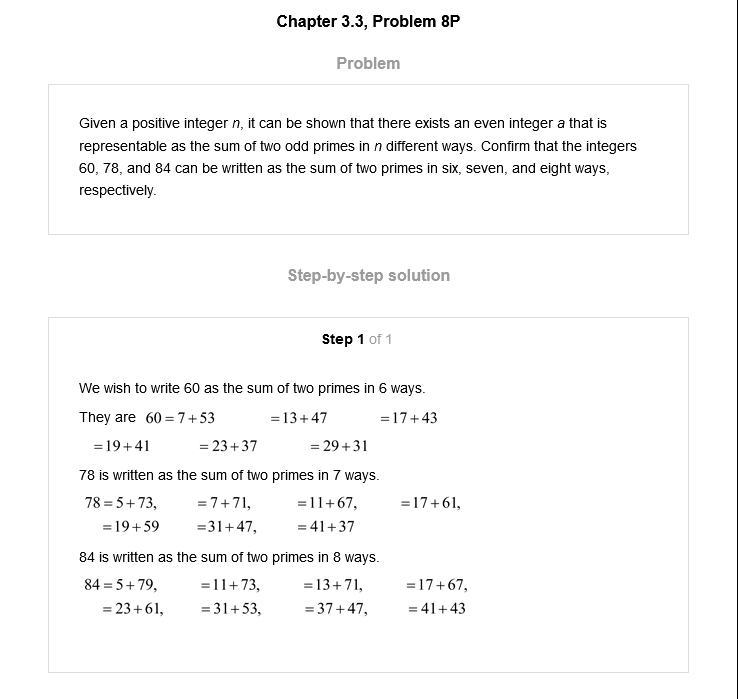 Chapter 3.3, Problem 8P
Problem
Given a positive integer n, it can be shown that there exists an even integer a that is
representable as the sum of two odd primes in n different ways. Confirm that the integers
60, 78, and 84 can be written as the sum of two primes in six, seven, and eight ways,
respectively.
Step-by-step solution
Step 1 of 1
We wish to write 60 as the sum of two primes in 6 ways.
They are 60 = 7 + 53 = 13 + 47 = 17 + 43
= 19 + 41 = 23 + 37 = 29 + 31
78 is written as the sum of two primes in 7 ways.
78 = 5 + 73, = 7 + 71, = 11 + 67, = 17 + 61,
= 19 + 59 = 31 + 47, = 41 + 37
84 is written as the sum of two primes in 8 ways.
84 = 5 + 79, = 11 + 73, = 13 + 71, = 17 + 67,
= 23 + 61, = 31 + 53, = 37 + 47, = 41 + 43